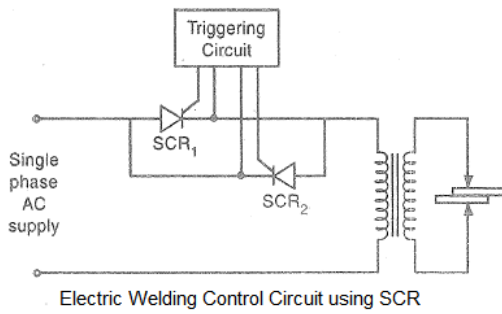 Triggering
Circuit
SCR₁
Single
phase
AC
supply
SCR₂
Electric Welding Control Circuit using SCR